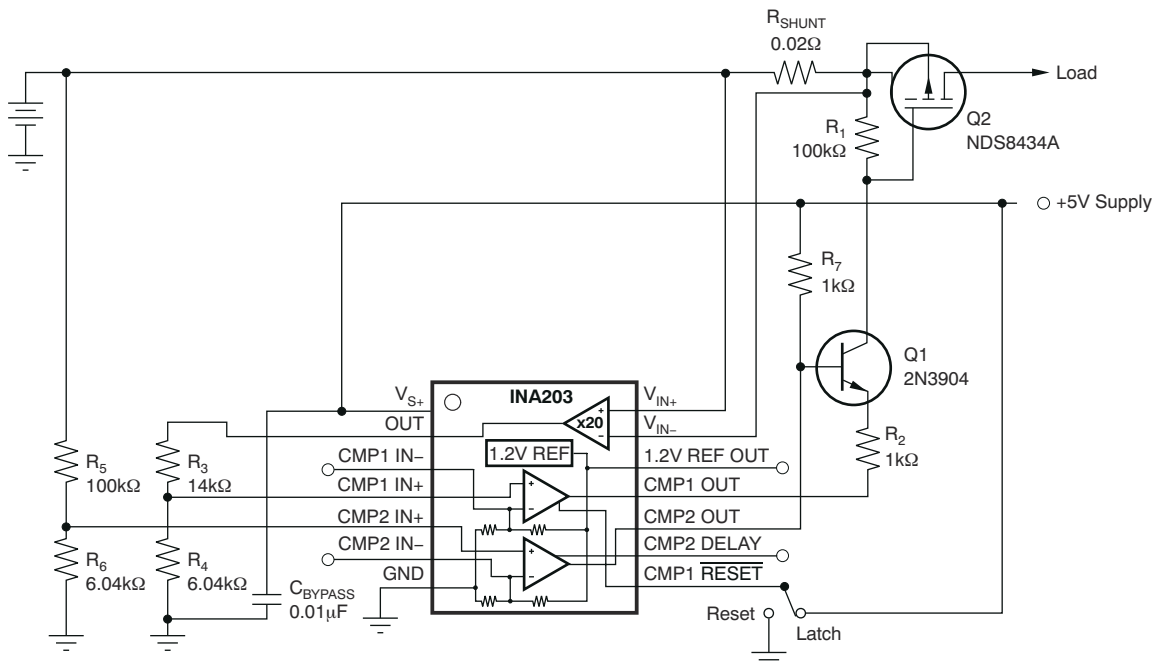 R_SHUNT
0.02Ω
Load
Q2
NDS8434A
R1
100kΩ
+5V Supply
R7
1kΩ
Q1
2N3904
R2
1kΩ
INA203
VS+
OUT
CMP1 IN−
CMP1 IN+
CMP2 IN+
CMP2 IN−
GND
x20
+
−
1.2V REF
+
−
+
−
VIN+
VIN−
1.2V REF OUT
CMP1 OUT
CMP2 OUT
CMP2 DELAY
CMP1 R̅E̅S̅E̅T̅
R5
100kΩ
R3
14kΩ
R6
6.04kΩ
R4
6.04kΩ
CBYPASS
0.01μF
Reset
Latch